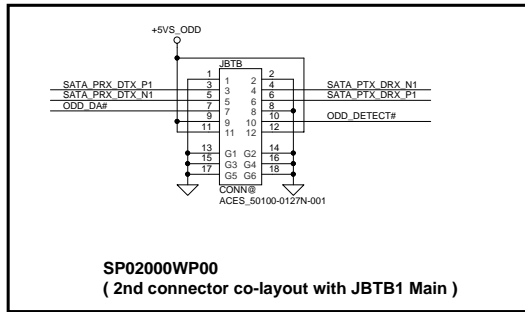 +5VS_ODD
JBTB
1 1 2 2
SATA_PRX_DTX_P1 3 3 4 4 SATA_PTX_DRX_N1
SATA_PRX_DTX_N1 5 5 6 6 SATA_PTX_DRX_P1
ODD_DA# 7 7 8 8
9 9 10 10 ODD_DETECT#
11 11 12 12
13 G1 G2 14
15 G3 G4 16
17 G5 G6 18
CONN@
ACES_50100-0127N-001
SP02000WP00
( 2nd connector co-layout with JBTB1 Main )